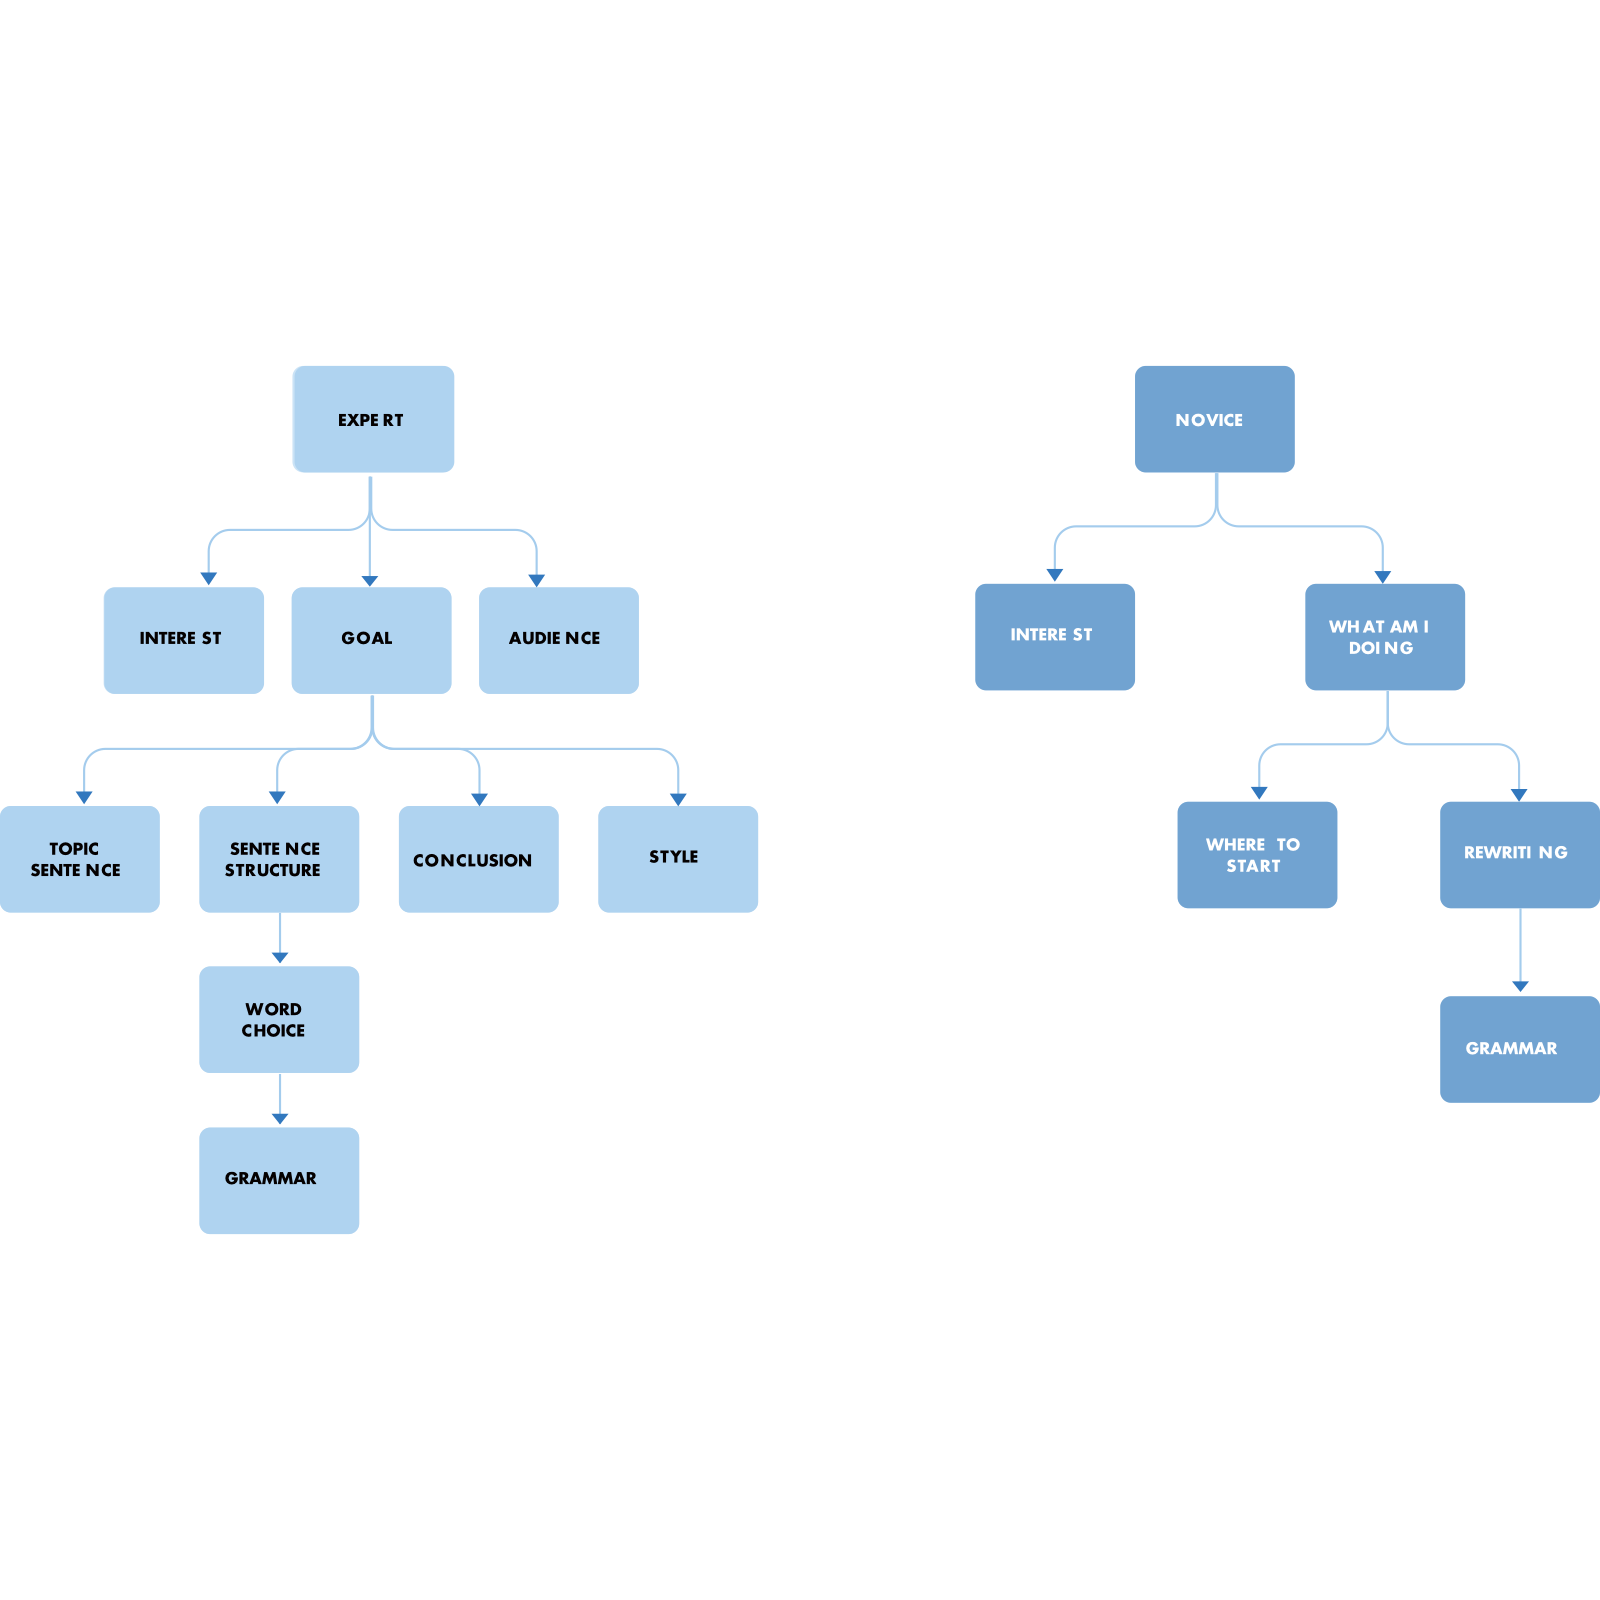 EXPERT
INTEREST
GOAL
AUDIENCE
TOPIC
SENTENCE
SENTENCE
STRUCTURE
CONCLUSION
STYLE
WORD
CHOICE
GRAMMAR
NOVICE
INTEREST
WHAT AM I
DOING
WHERE TO
START
REWRITING
GRAMMAR